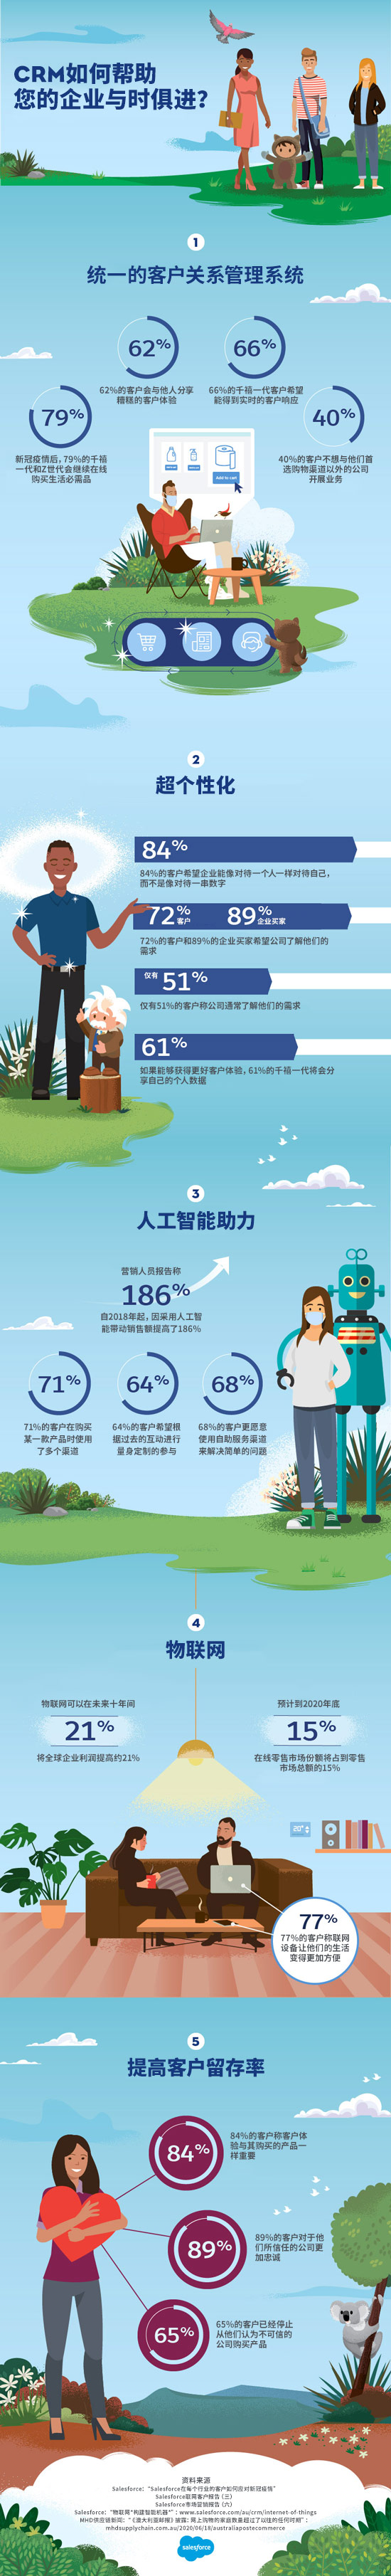 CRM如何帮助
您的企业与时俱进?
1
统一的客户关系管理系统
62%
62%的客户会与他人分享
糟糕的客户体验
66%
66%的千禧一代客户希望
能得到实时的客户响应
79%
新冠疫情后，79%的千禧
一代和Z世代会继续在线
购买生活必需品
40%
40%的客户不想与他们首
选购物渠道以外的公司
开展业务
Add to cart
2
超个性化
84%
84%的客户希望企业能像对待一个人一样对待自己，
而不是像对待一串数字
72%客户 89%企业买家
72%的客户和89%的企业买家希望公司了解他们的
需求
仅有 51%
仅有51%的客户称公司通常了解他们的需求
61%
如果能够获得更好客户体验，61%的千禧一代将会分
享自己的个人数据
3
人工智能助力
营销人员报告称
186%
自2018年起，因采用人工智
能带动销售额提高了186%
71%
71%的客户在购买
某一款产品时使用
了多个渠道
64%
64%的客户希望根
据过去的互动进行
量身定制的参与
68%
68%的客户更愿意
使用自助服务渠道
来解决简单的问题
4
物联网
物联网可以在未来十年间
21%
将全球企业利润提高约21%
预计到2020年底
15%
在线零售市场份额将占到零售
市场总额的15%
20°
77%
77%的客户称联网
设备让他们的生活
变得更加方便
5
提高客户留存率
84%
84%的客户称客户体
验与其购买的产品一
样重要
89%
89%的客户对于他
们所信任的公司更
加忠诚
65%
65%的客户已经停止
从他们认为不可信的
公司购买产品
资料来源
Salesforce：“Salesforce在每个行业的客户如何应对新冠疫情”
Salesforce联网客户报告 (三)
Salesforce市场营销报告 (六)
Salesforce：“物联网“构建智能机器””：www.salesforce.com/au/crm/internet-of-things
MHD供应链新闻：“《澳大利亚邮报》披露：网上购物的家庭数量超过了以往的任何时期”：
mhdsupplychain.com.au/2020/06/18/australiapostecommerce
salesforce